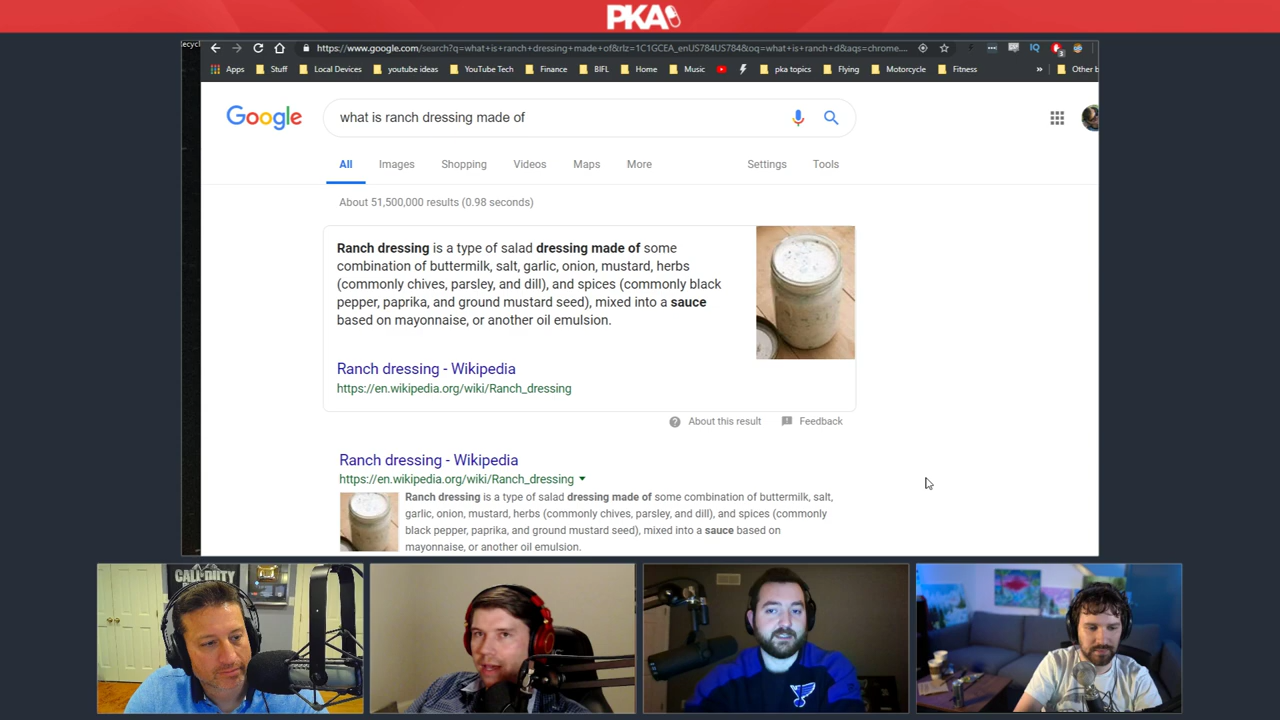 PKA
ecycl
https://www.google.com/search?q=what+is+ranch+dressing+made+of&rlz=1C1GCEA_enUS784US784&oq=what+is+ranch+d&aqs=chrome....
IQ
3
Apps Stuff Local Devices youtube ideas YouTube Tech Finance BIFL Home Music pka topics Flying Motorcycle Fitness » Other b
Google
what is ranch dressing made of
All Images Shopping Videos Maps More Settings Tools
About 51,500,000 results (0.98 seconds)
Ranch dressing is a type of salad dressing made of some
combination of buttermilk, salt, garlic, onion, mustard, herbs
(commonly chives, parsley, and dill), and spices (commonly black
pepper, paprika, and ground mustard seed), mixed into a sauce
based on mayonnaise, or another oil emulsion.
Ranch dressing - Wikipedia
https://en.wikipedia.org/wiki/Ranch_dressing
About this result Feedback
Ranch dressing - Wikipedia
https://en.wikipedia.org/wiki/Ranch_dressing
Ranch dressing is a type of salad dressing made of some combination of buttermilk, salt,
garlic, onion, mustard, herbs (commonly chives, parsley, and dill), and spices (commonly
black pepper, paprika, and ground mustard seed), mixed into a sauce based on
mayonnaise, or another oil emulsion.
CALL OF DUTY